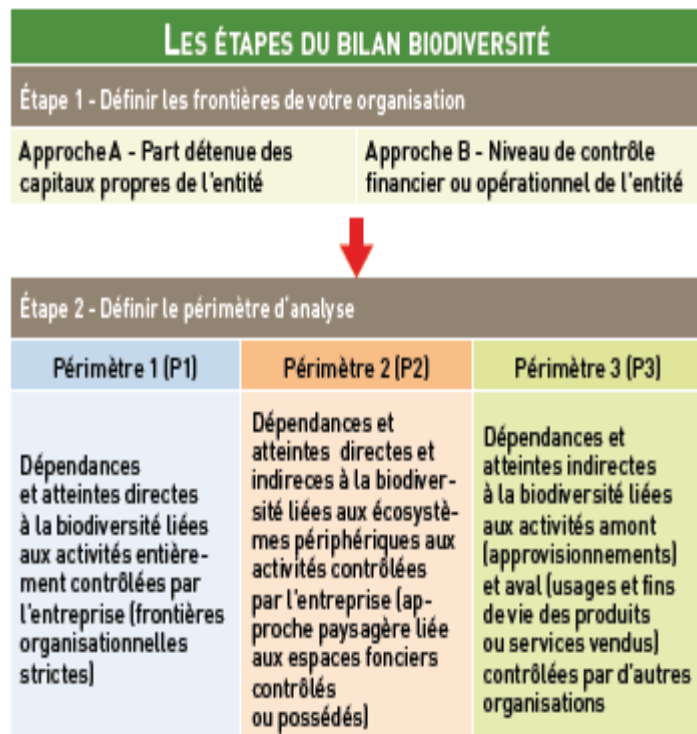 LES ÉTAPES DU BILAN BIODIVERSITÉ
Étape 1 - Définir les frontières de votre organisation
Approche A - Part détenue des
capitaux propres de l'entité
Approche B - Niveau de contrôle
financier ou opérationnel de l'entité
Étape 2 - Définir le périmètre d'analyse
Périmètre 1 (P1)
Dépendances
et atteintes directes
à la biodiversité liées
aux activités entière-
ment contrôlées par
l'entreprise (frontières
organisationnelles
strictes)
Périmètre 2 (P2)
Dépendances et
atteintes directes et
indireces à la biodiver-
sité liées aux écosystè-
mes périphériques aux
activités contrôlées
par l'entreprise (ap-
proche paysagère liée
aux espaces fonciers
contrôlés
ou possédés)
Périmètre 3 (P3)
Dépendances et
atteintes indirectes
à la biodiversité liées
aux activités amont
(approvisionnements)
et aval (usages et fins
de vie des produits
ou services vendus)
contrôlées par d'autres
organisations